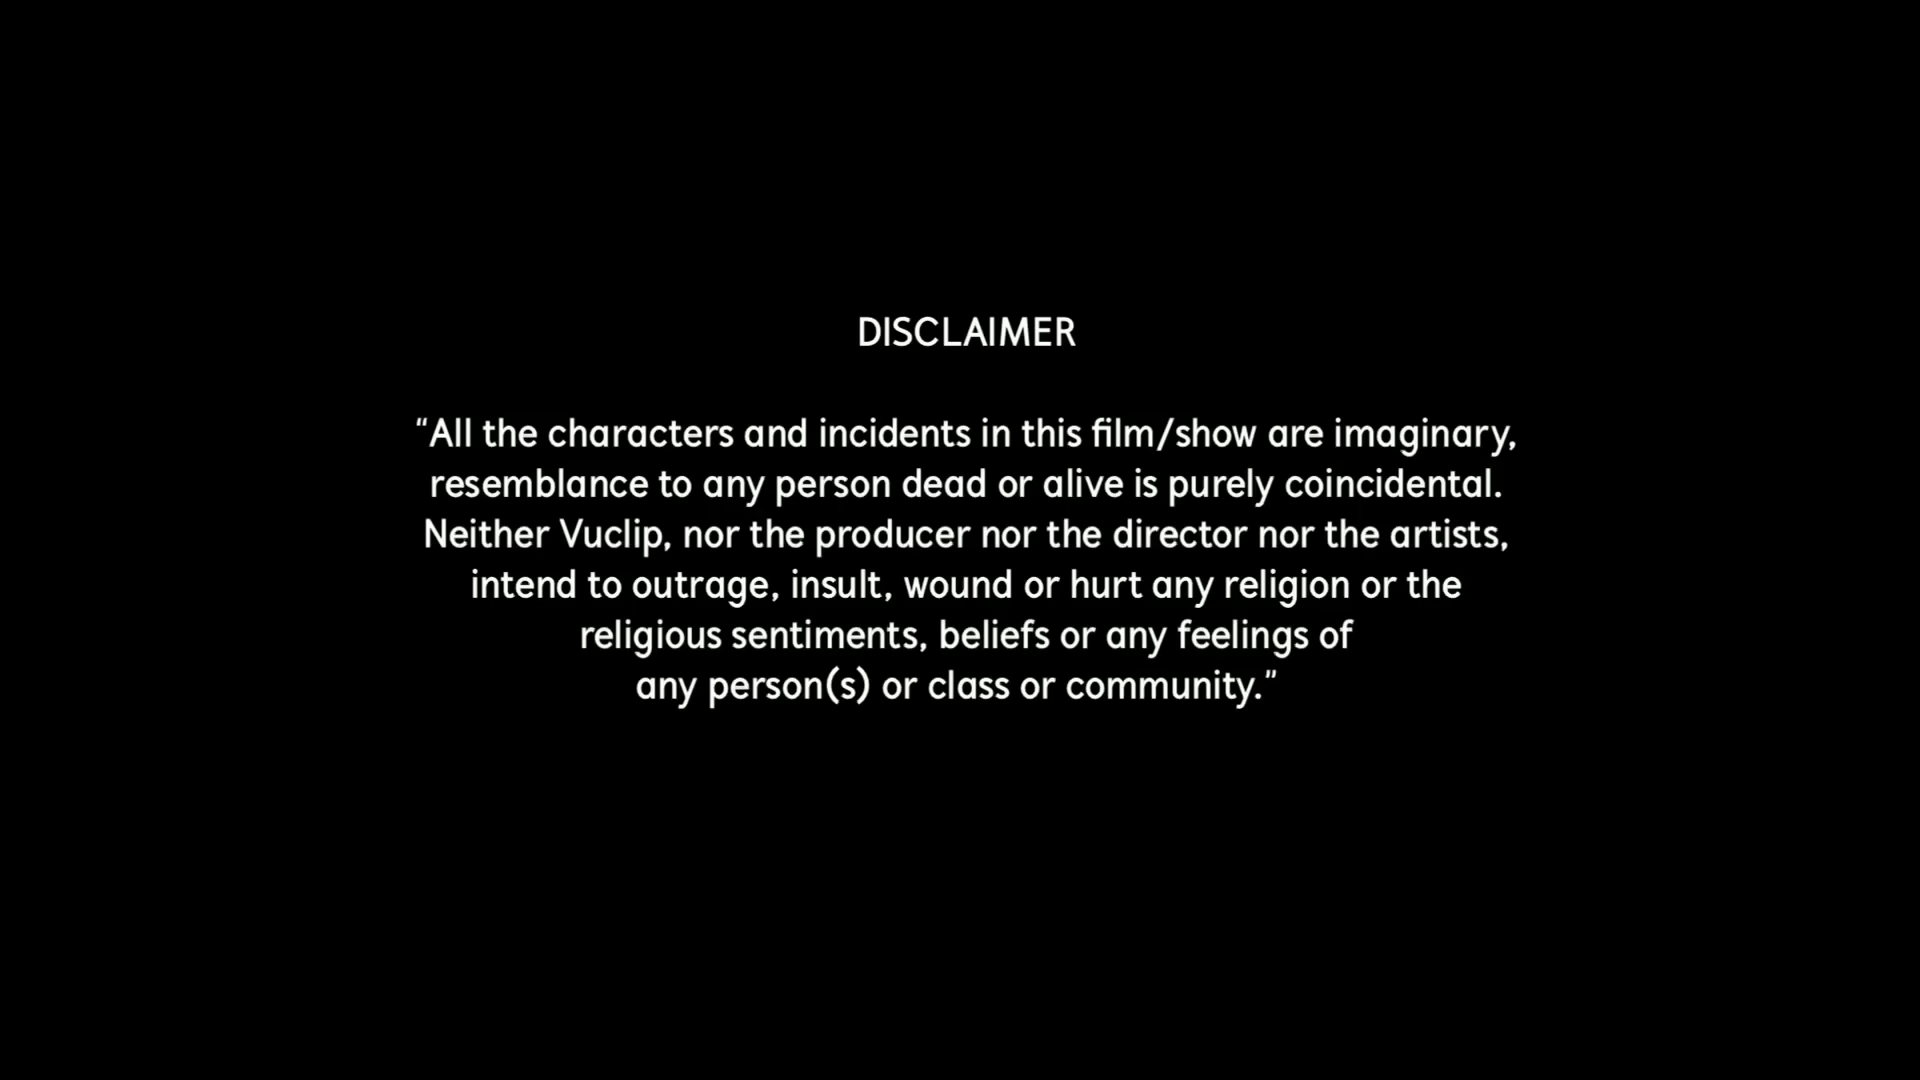 DISCLAIMER
"All the characters and incidents in this film/show are imaginary,
resemblance to any person dead or alive is purely coincidental.
Neither Vuclip, nor the producer nor the director nor the artists,
intend to outrage, insult, wound or hurt any religion or the
religious sentiments, beliefs or any feelings of
any person(s) or class or community."